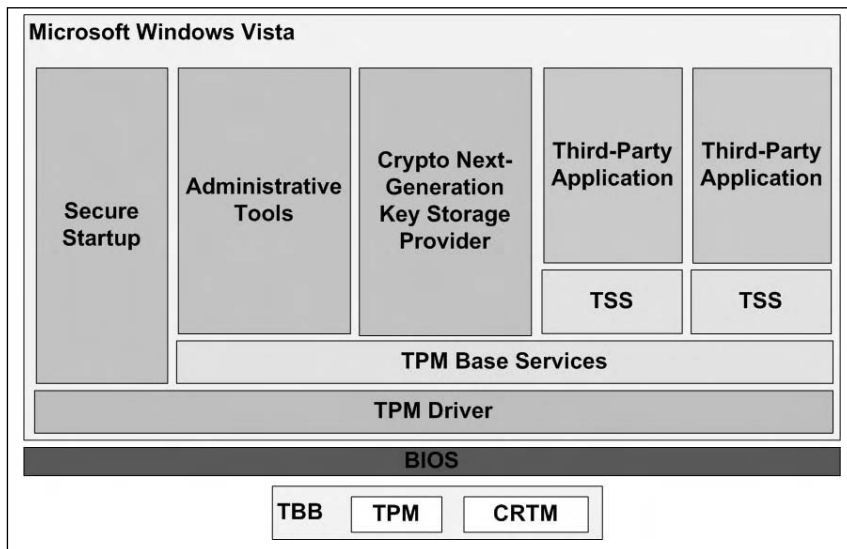 Microsoft Windows Vista
Secure
Startup
Administrative
Tools
Crypto Next-
Generation
Key Storage
Provider
Third-Party
Application
Third-Party
Application
TSS
TSS
TPM Base Services
TPM Driver
BIOS
TBB
TPM
CRTM